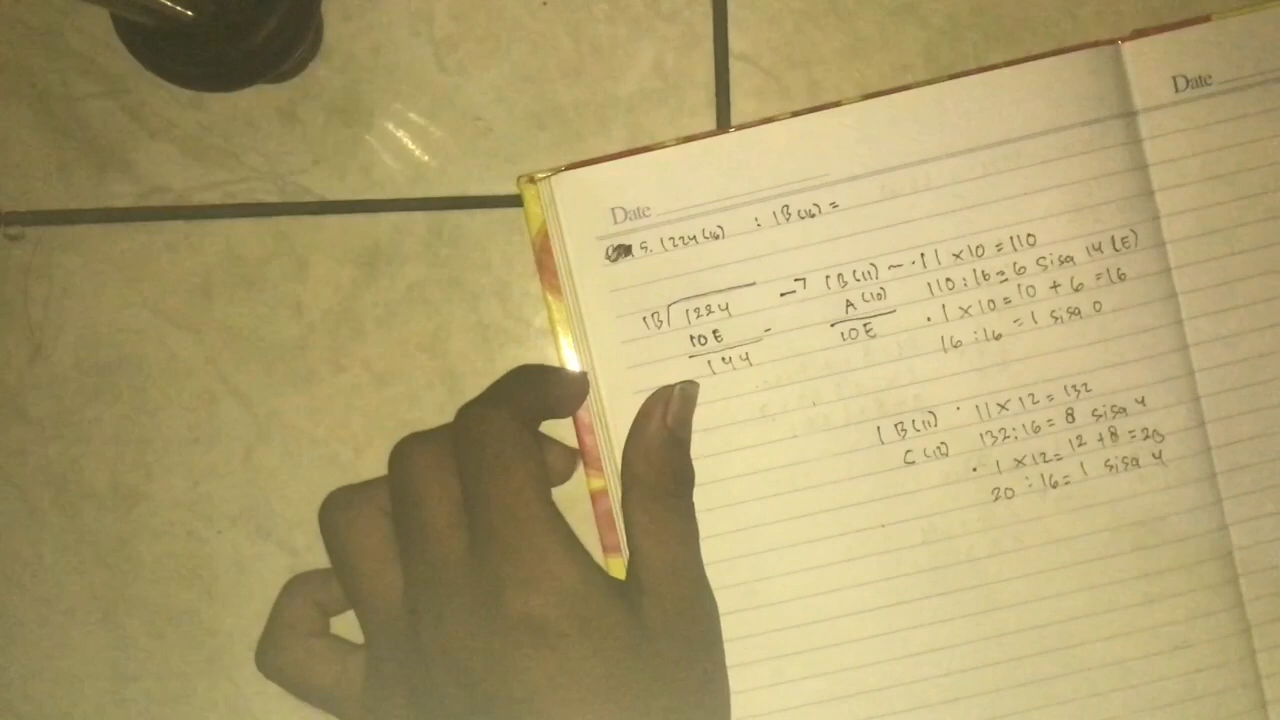 Date
Date
5. 1224(16) : 1B(16) =
1B 1224 → 1B(11) ~ . 11 x 10 = 110
10E - A(10) 110 : 16 = 6 sisa 14 (E)
144 10E . 1 x 10 = 10 + 6 = 16
16 : 16 = 1 sisa 0
1B(11) . 11 x 12 = 132
C(12) 132 : 16 = 8 sisa 4
. 1 x 12 = 12 + 8 = 20
20 : 16 = 1 sisa 4